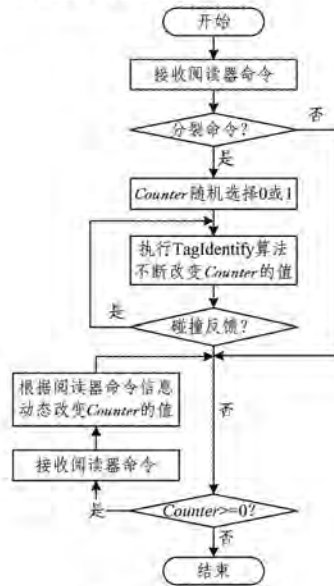 开始
接收阅读器命令
分裂命令?
否
是
Counter随机选择0或1
执行TagIdentify算法
不断改变Counter的值
是
碰撞反馈?
根据阅读器命令信息
动态改变Counter的值
否
接收阅读器命令
是
Counter>=0?
否
结束